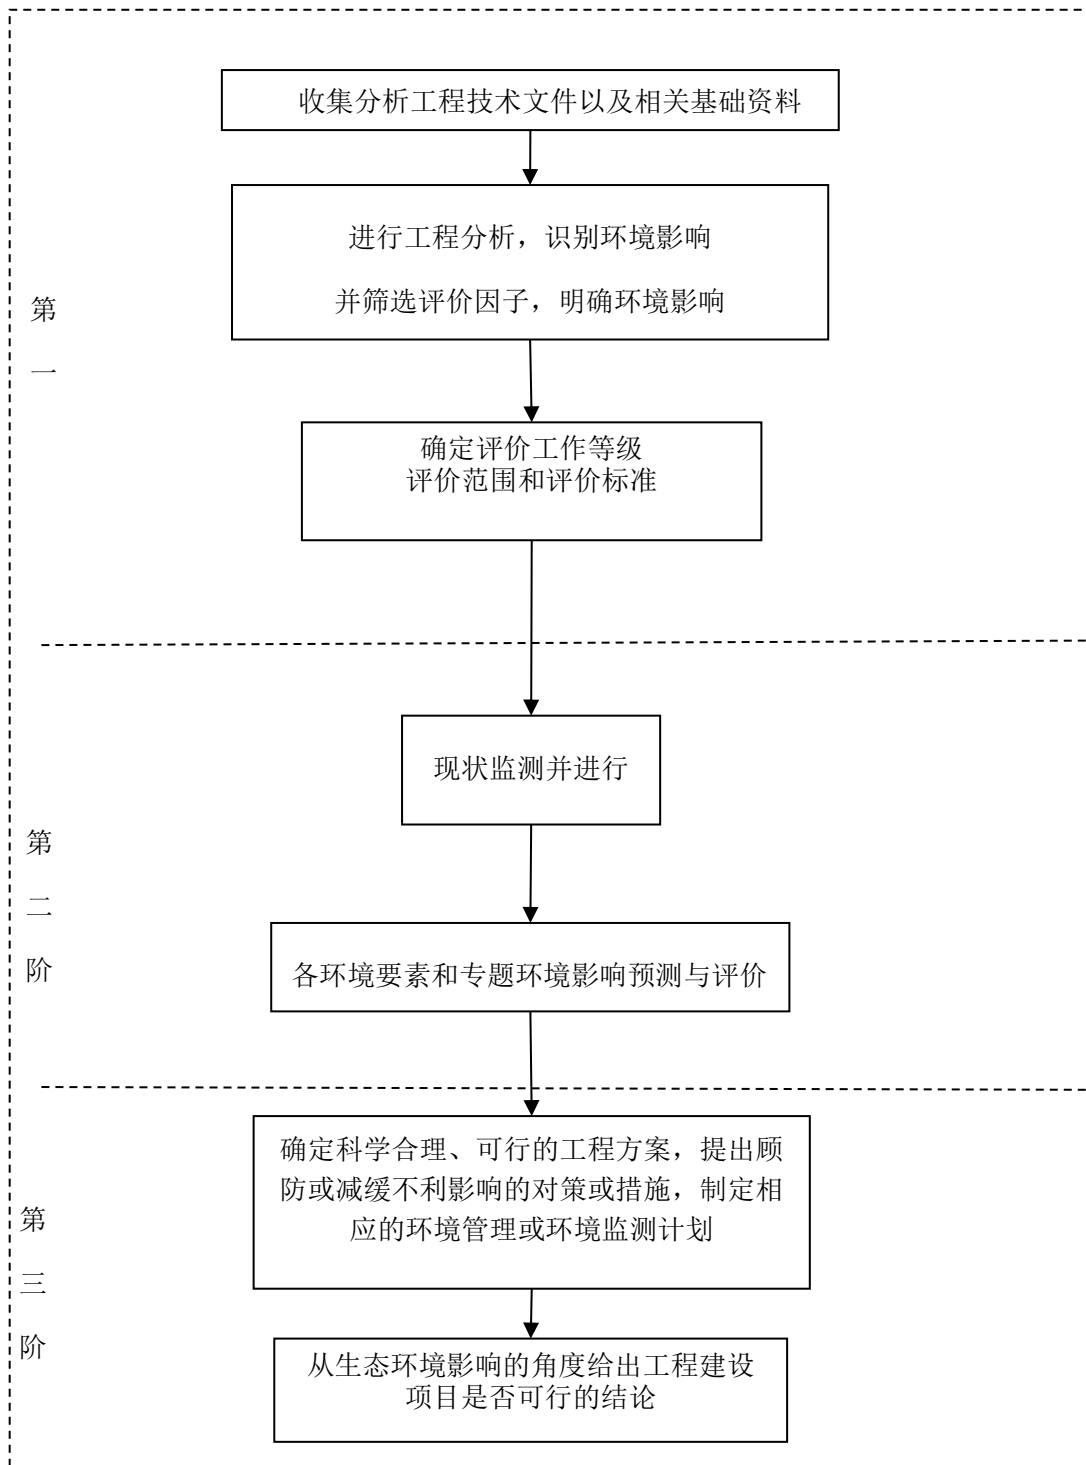 收集分析工程技术文件以及相关基础资料
进行工程分析，识别环境影响
并筛选评价因子，明确环境影响
第
一
确定评价工作等级
评价范围和评价标准
现状监测并进行
第
二
阶
各环境要素和专题环境影响预测与评价
确定科学合理、可行的工程方案，提出顾
防或减缓不利影响的对策或措施，制定相
应的环境管理或环境监测计划
第
三
阶
从生态环境影响的角度给出工程建设
项目是否可行的结论